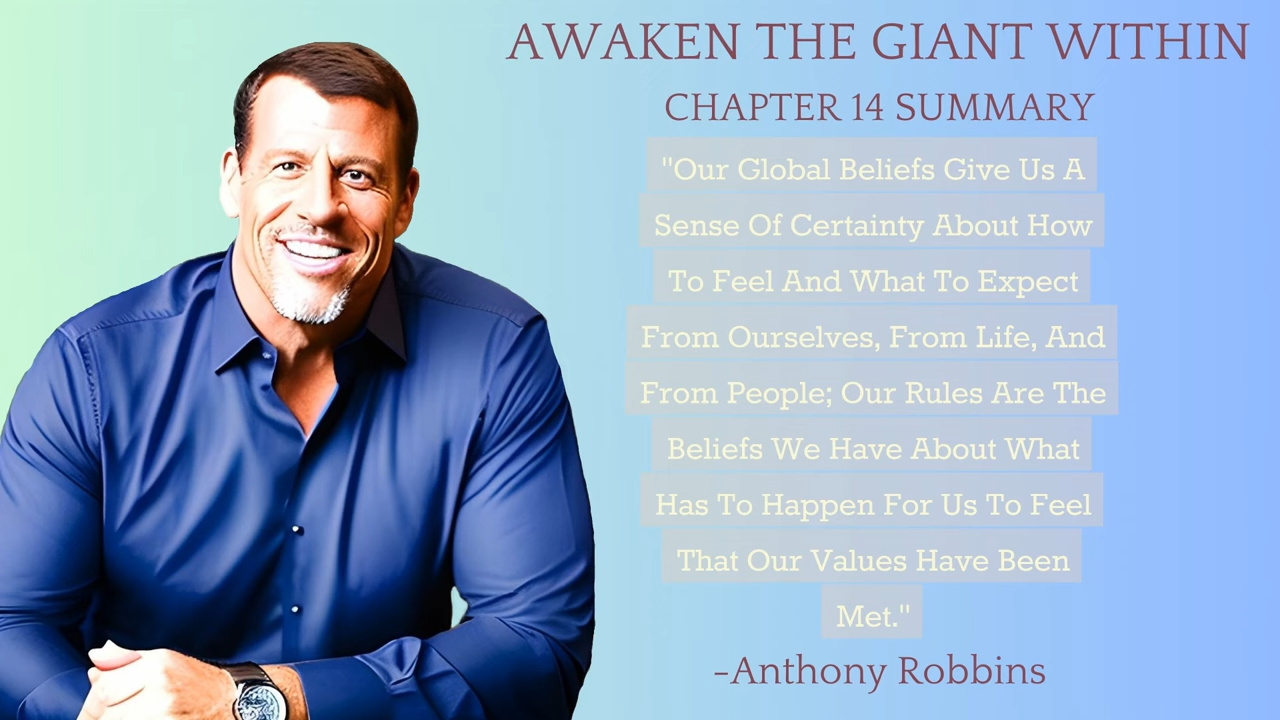 AWAKEN THE GIANT WITHIN
CHAPTER 14 SUMMARY
"Our Global Beliefs Give Us A
Sense Of Certainty About How
To Feel And What To Expect
From Ourselves, From Life, And
From People; Our Rules Are The
Beliefs We Have About What
Has To Happen For Us To Feel
That Our Values Have Been
Met."
–Anthony Robbins